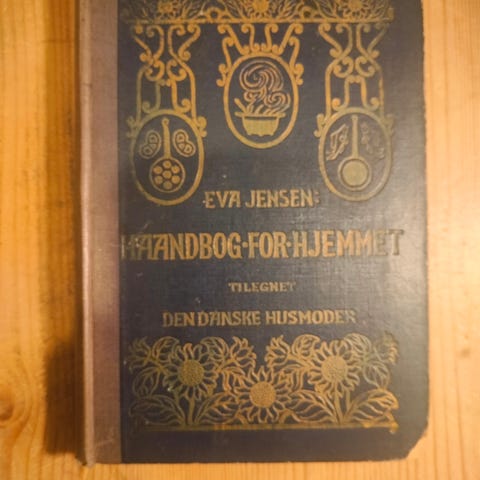 EVA JENSEN:
HAANDBOG·FOR·HJEMMET
TILEGNET
DEN DANSKE HUSMODER